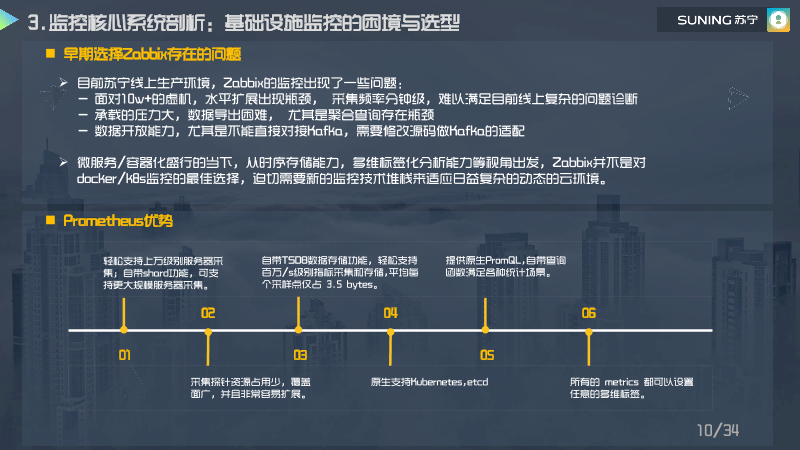 3.监控核心系统剖析：基础设施监控的困境与选型
SUNING 苏宁
早期选择Zabbix存在的问题
目前苏宁线上生产环境，Zabbix的监控出现了一些问题：
– 面对10w+的虚机，水平扩展出现瓶颈， 采集频率分钟级，难以满足目前线上复杂的问题诊断
– 承载的压力大，数据导出困难， 尤其是聚合查询存在瓶颈
– 数据开放能力，尤其是不能直接对接Kafka，需要修改源码做Kafka的适配
微服务/容器化盛行的当下，从时序存储能力，多维标签化分析能力等视角出发，Zabbix并不是对
docker/k8s监控的最佳选择，迫切需要新的监控技术堆栈来适应日益复杂的动态的云环境。
Prometheus优势
轻松支持上万级别服务器采
集；自带shard功能，可支
持更大规模服务器采集。
自带TSDB数据存储功能，轻松支持
百万/s级别指标采集和存储,平均每
个采样点仅占 3.5 bytes。
提供原生PromQL,自带查询
函数满足各种统计场景。
02
04
06
01
03
05
采集探针资源占用少，覆盖
面广，并且非常容易扩展。
原生支持Kubernetes,etcd
所有的 metrics 都可以设置
任意的多维标签。
10/34